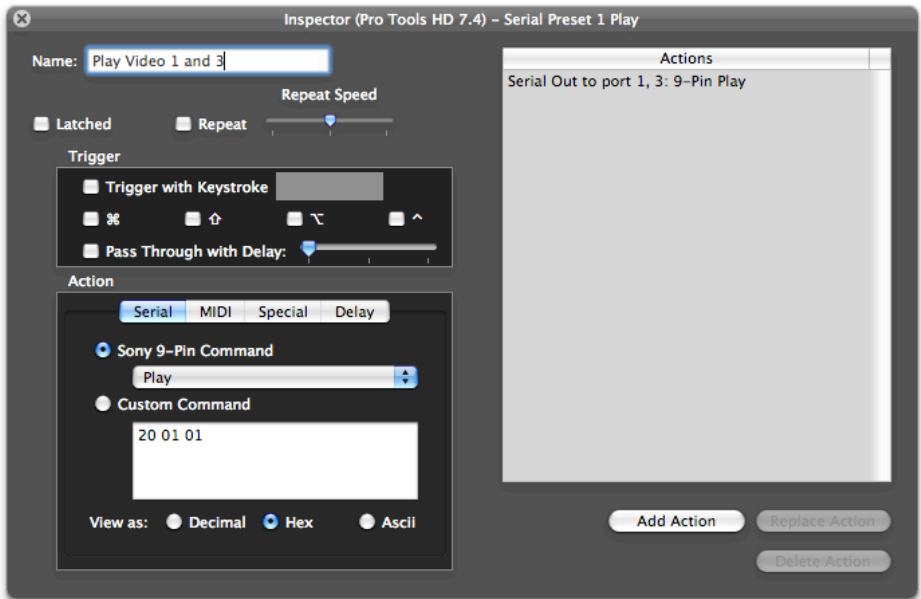 Inspector (Pro Tools HD 7.4) – Serial Preset 1 Play
Name: Play Video 1 and 3
Repeat Speed
Latched Repeat
Trigger
Trigger with Keystroke
⌘ ⇧ ⌥ ^
Pass Through with Delay:
Action
Serial MIDI Special Delay
Sony 9-Pin Command
Play
Custom Command
20 01 01
View as: Decimal Hex Ascii
Actions
Serial Out to port 1, 3: 9-Pin Play
Add Action Replace Action
Delete Action